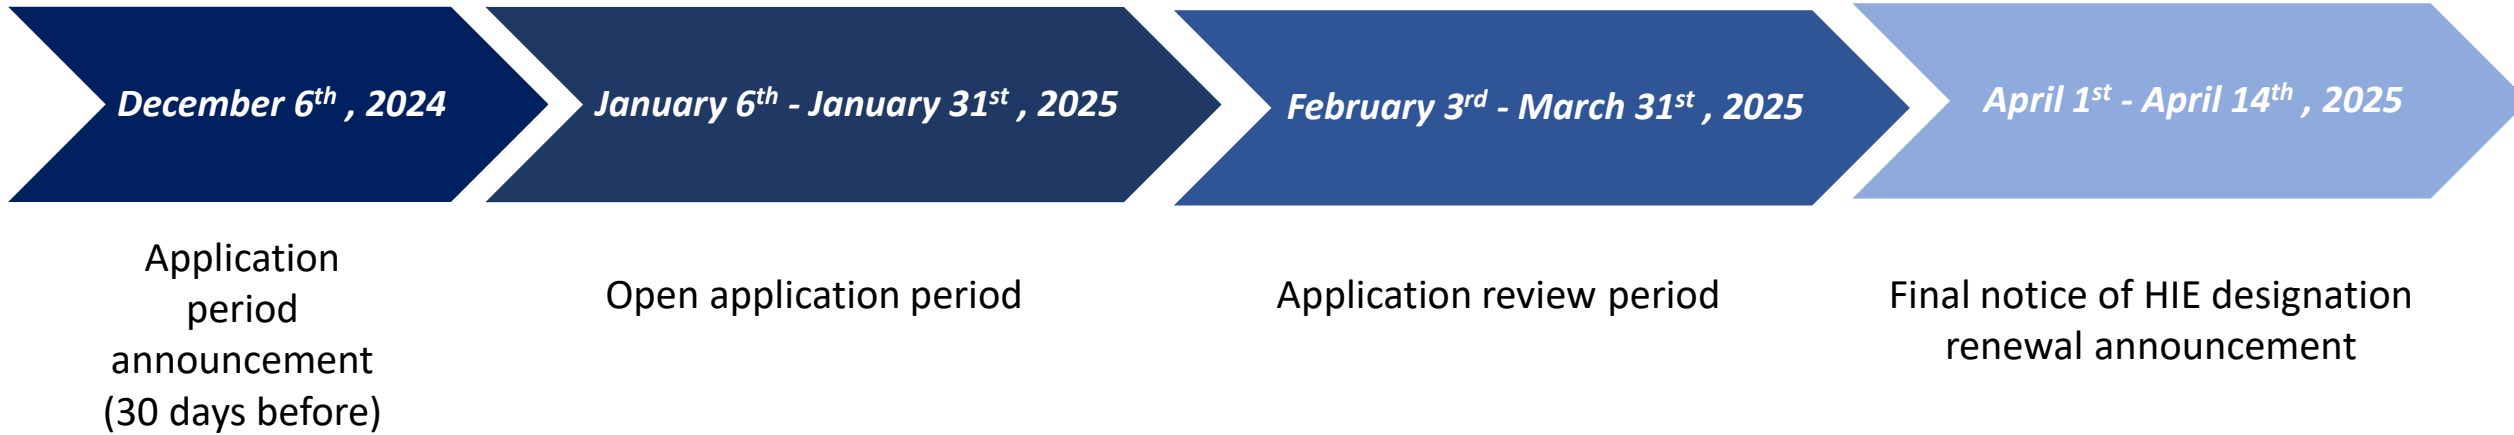 December 6th , 2024
January 6th - January 31st , 2025
February 3rd - March 31st , 2025
April 1st - April 14th , 2025
Application
period
announcement
(30 days before)
Open application period
Application review period
Final notice of HIE designation
renewal announcement